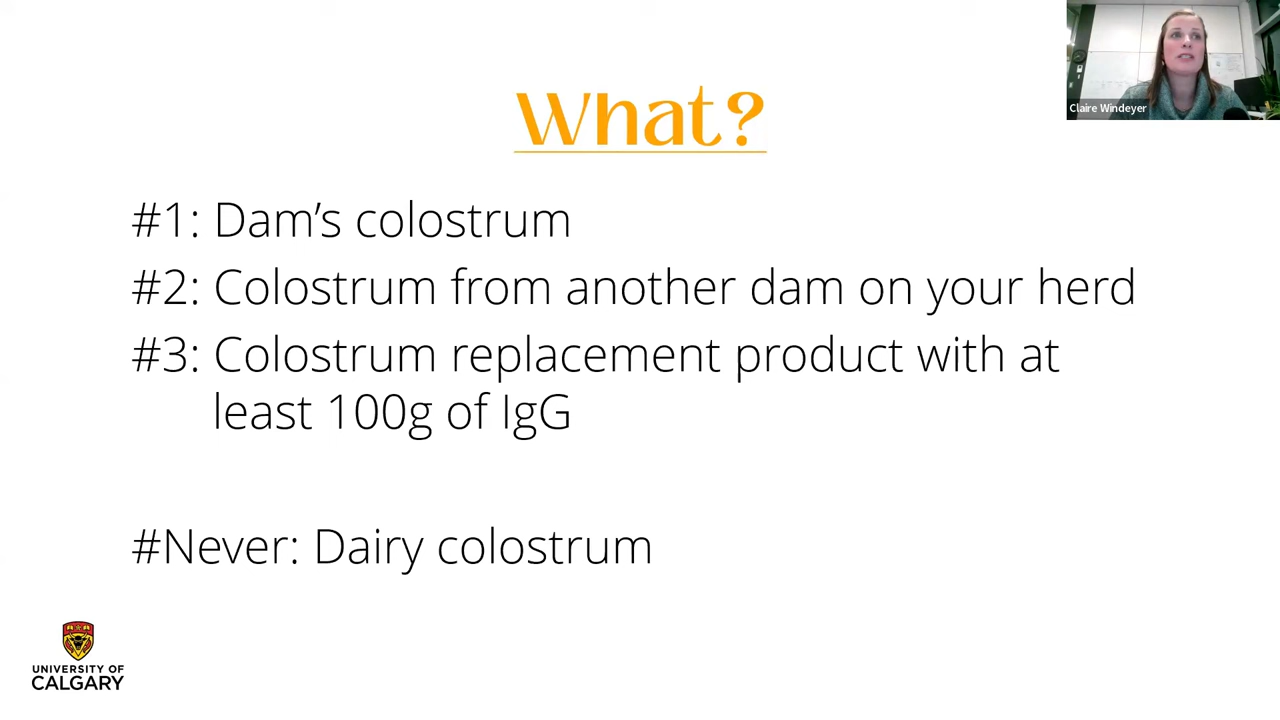 What?
Claire Windeyer
#1: Dam’s colostrum
#2: Colostrum from another dam on your herd
#3: Colostrum replacement product with at
least 100g of IgG
#Never: Dairy colostrum
UNIVERSITY OF
CALGARY